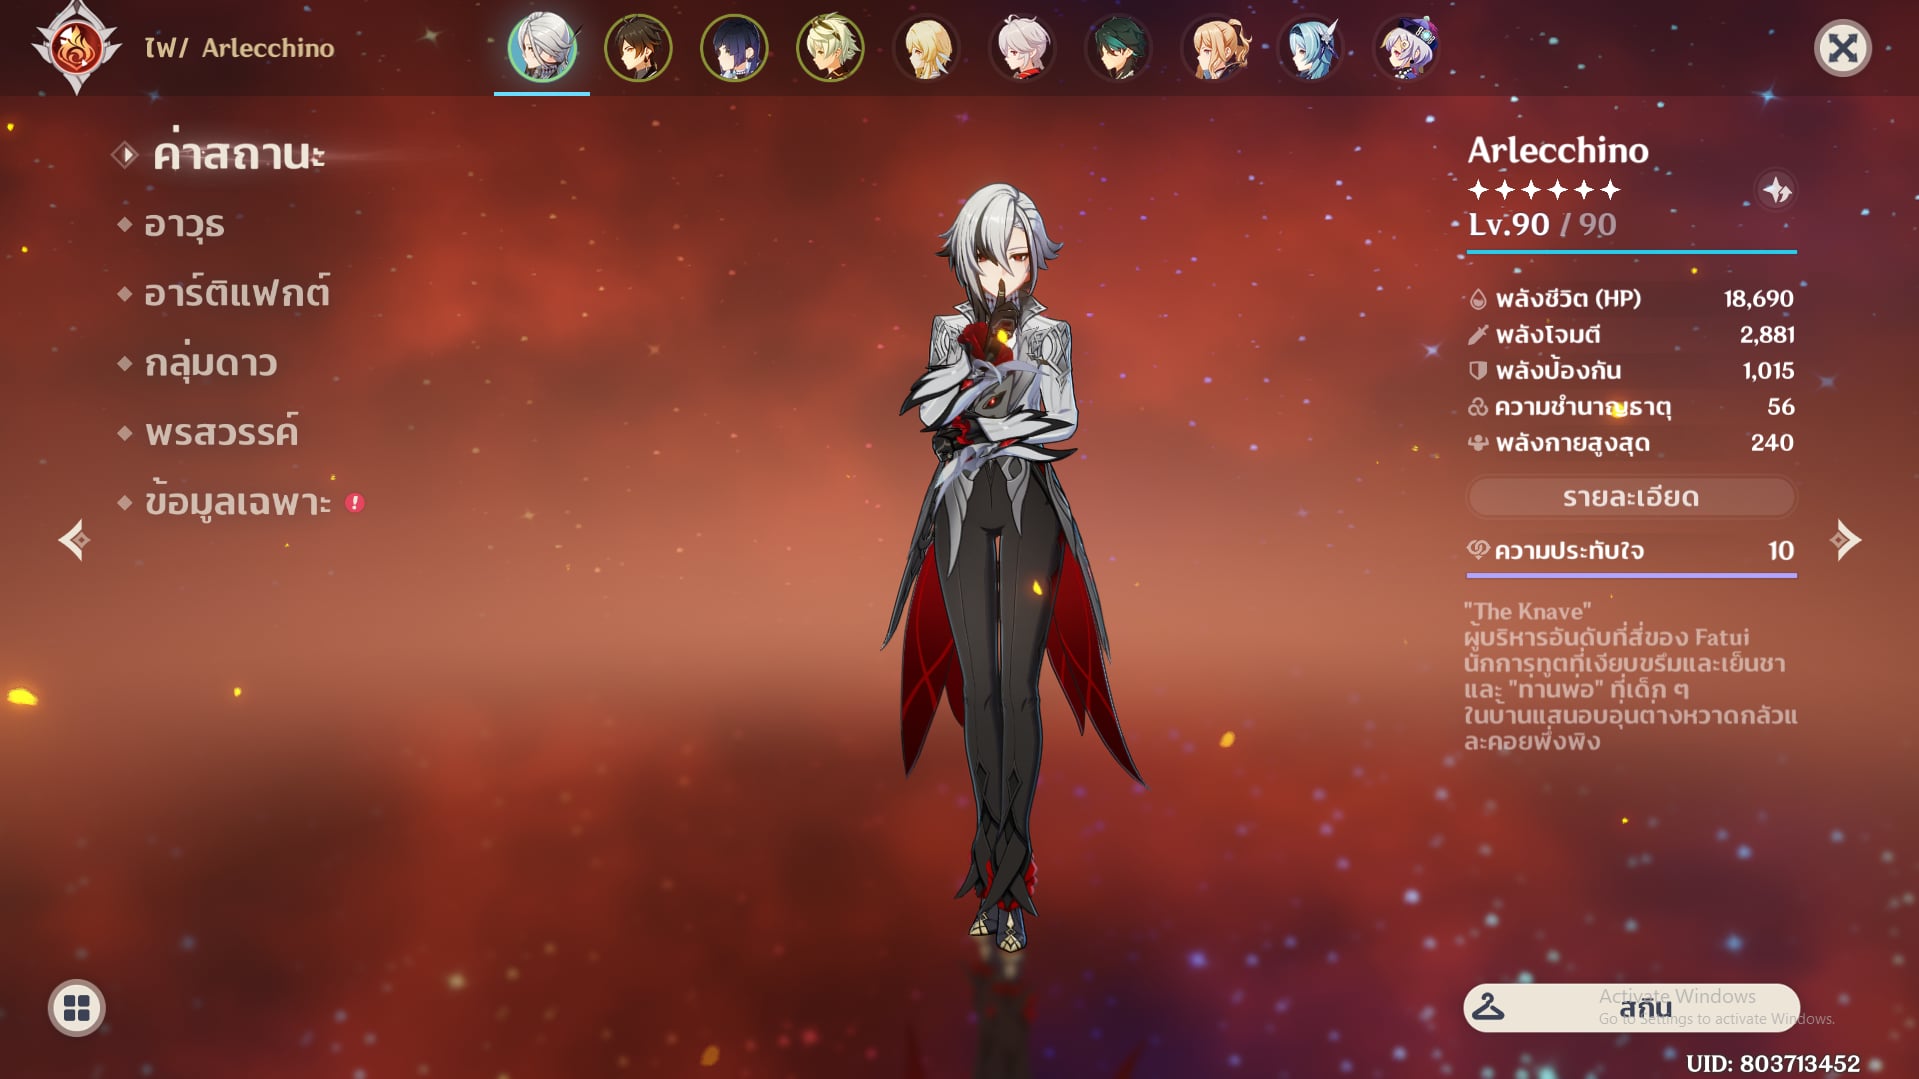 ไฟ/ Arlecchino
ค่าสถานะ
อาวุธ
อาร์ติแฟกต์
กลุ่มดาว
พรสวรรค์
ข้อมูลเฉพาะ
Arlecchino
Lv.90 / 90
พลังชีวิต (HP) 18,690
พลังโจมตี 2,881
พลังป้องกัน 1,015
ความชำนาญธาตุ 56
พลังกายสูงสุด 240
รายละเอียด
ความประทับใจ 10
"The Knave"
ผู้บริหารอันดับที่สี่ของ Fatui
นักการทูตที่เงียบขรึมและเย็นชา
และ "ท่านพ่อ" ที่เด็ก ๆ
ในบ้านแสนอบอุ่นต่างหวาดกลัวแ
ละคอยพึ่งพิง
สกิน
Activate Windows
Go to Settings to activate Windows.
UID: 803713452